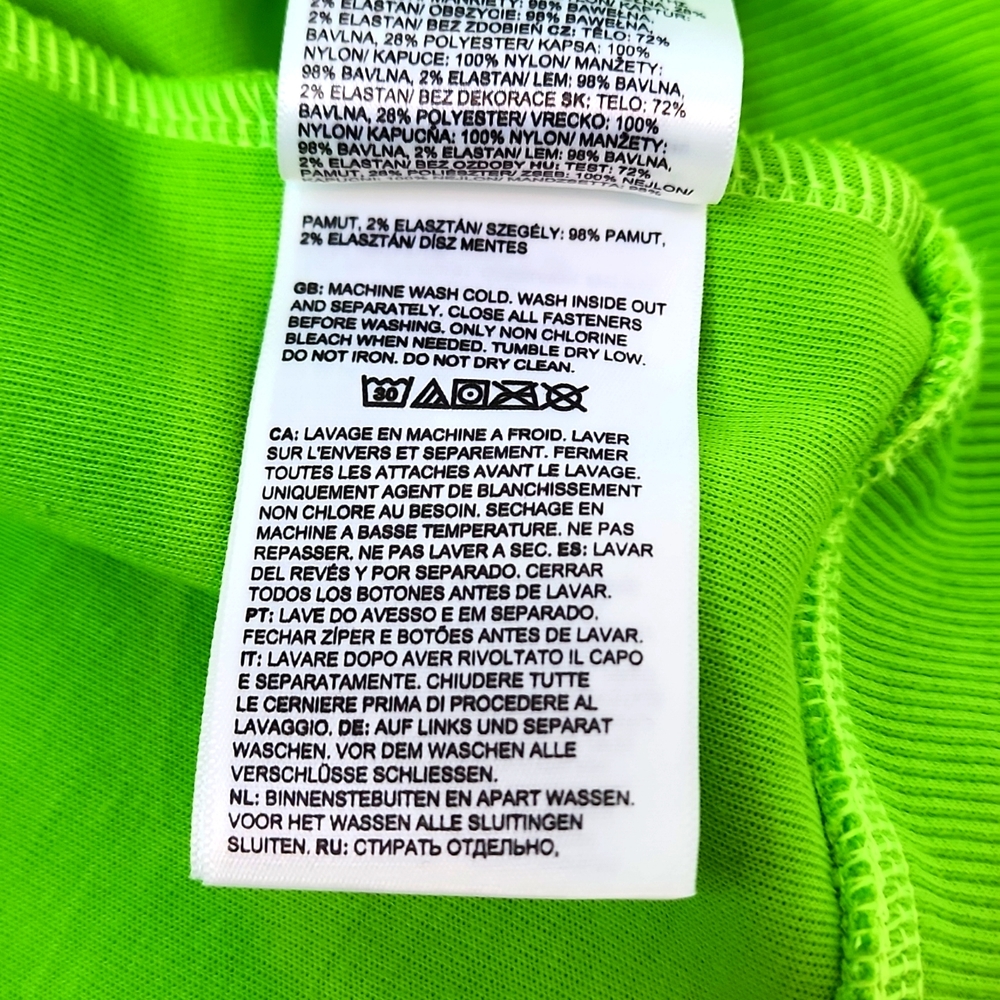 2% ELASTAN/ OBSZYCIE: 98% BAWEŁNA,
2% ELASTAN/ BEZ ZDOBIEŃ CZ: TĚLO: 72%
BAVLNA, 28% POLYESTER/ KAPSA: 100%
NYLON/ KAPUCE: 100% NYLON/ MANŽETY:
98% BAVLNA, 2% ELASTAN/ LEM: 98% BAVLNA,
2% ELASTAN/ BEZ DEKORACE SK: TELO: 72%
BAVLNA, 28% POLYESTER/ VRECKO: 100%
NYLON/ KAPUCŇA: 100% NYLON/ MANŽETY:
98% BAVLNA, 2% ELASTAN/ LEM: 98% BAVLNA,
2% ELASTAN/ BEZ OZDOBY HU: TEST: 72%
PAMUT, 28% POLIÉSZTER/ ZSEB: 100% NEJLON/
PAMUT, 2% ELASZTÁN/ SZEGÉLY: 98% PAMUT,
2% ELASZTÁN/ DÍSZ MENTES
GB: MACHINE WASH COLD. WASH INSIDE OUT
AND SEPARATELY. CLOSE ALL FASTENERS
BEFORE WASHING. ONLY NON CHLORINE
BLEACH WHEN NEEDED. TUMBLE DRY LOW.
DO NOT IRON. DO NOT DRY CLEAN.
30
CA: LAVAGE EN MACHINE A FROID. LAVER
SUR L'ENVERS ET SEPAREMENT. FERMER
TOUTES LES ATTACHES AVANT LE LAVAGE.
UNIQUEMENT AGENT DE BLANCHISSEMENT
NON CHLORE AU BESOIN. SECHAGE EN
MACHINE A BASSE TEMPERATURE. NE PAS
REPASSER. NE PAS LAVER A SEC. ES: LAVAR
DEL REVÉS Y POR SEPARADO. CERRAR
TODOS LOS BOTONES ANTES DE LAVAR.
PT: LAVE DO AVESSO E EM SEPARADO.
FECHAR ZÍPER E BOTÕES ANTES DE LAVAR.
IT: LAVARE DOPO AVER RIVOLTATO IL CAPO
E SEPARATAMENTE. CHIUDERE TUTTE
LE CERNIERE PRIMA DI PROCEDERE AL
LAVAGGIO. DE: AUF LINKS UND SEPARAT
WASCHEN. VOR DEM WASCHEN ALLE
VERSCHLÜSSE SCHLIESSEN.
NL: BINNENSTEBUITEN EN APART WASSEN.
VOOR HET WASSEN ALLE SLUITINGEN
SLUITEN. RU: СТИРАТЬ ОТДЕЛЬНО,